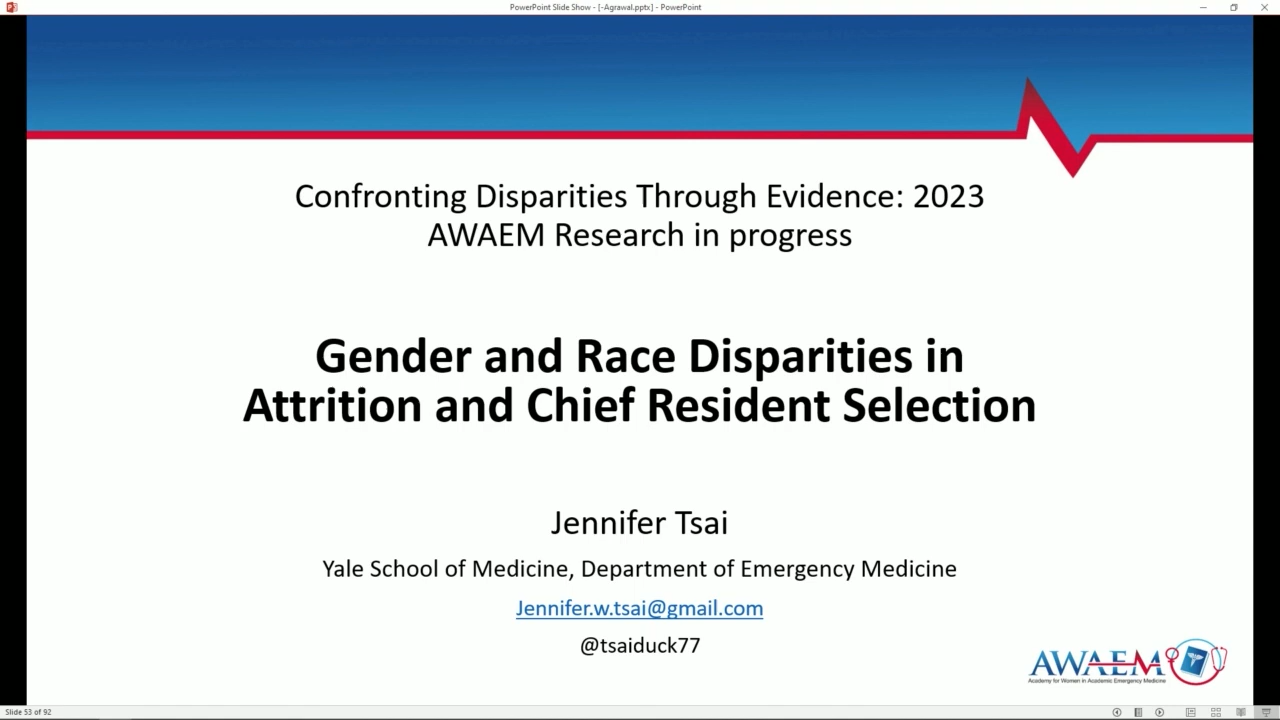 PowerPoint Slide Show - [-Agrawal.pptx] - PowerPoint
Confronting Disparities Through Evidence: 2023
AWAEM Research in progress
Gender and Race Disparities in
Attrition and Chief Resident Selection
Jennifer Tsai
Yale School of Medicine, Department of Emergency Medicine
Jennifer.w.tsai@gmail.com
@tsaiduck77
AWAEM
Academy for Women in Academic Emergency Medicine
Slide 53 of 92